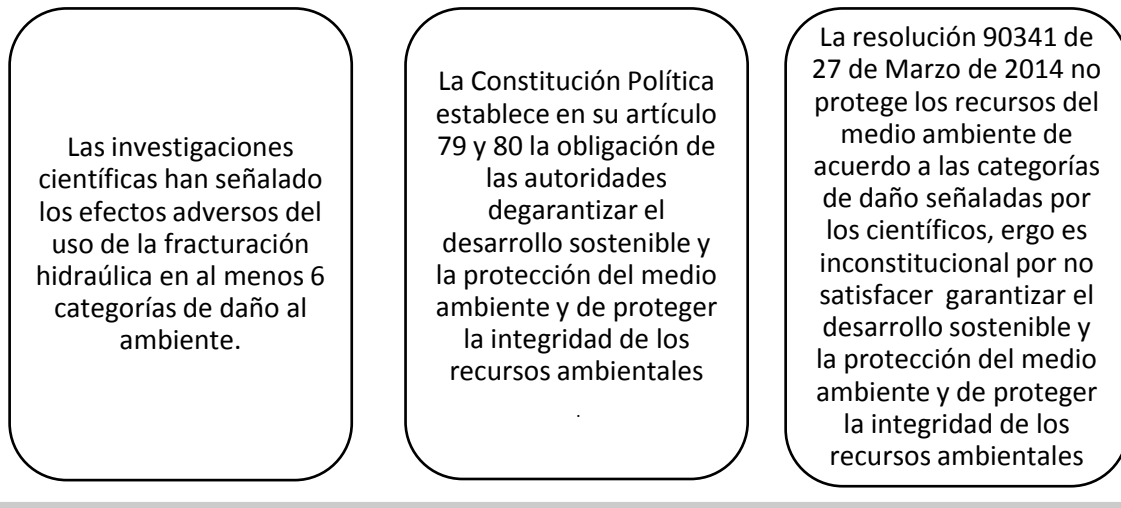 Las investigaciones
científicas han señalado
los efectos adversos del
uso de la fracturación
hidraúlica en al menos 6
categorías de daño al
ambiente.
La Constitución Política
establece en su artículo
79 y 80 la obligación de
las autoridades
degarantizar el
desarrollo sostenible y
la protección del medio
ambiente y de proteger
la integridad de los
recursos ambientales
.
La resolución 90341 de
27 de Marzo de 2014 no
protege los recursos del
medio ambiente de
acuerdo a las categorías
de daño señaladas por
los científicos, ergo es
inconstitucional por no
satisfacer  garantizar el
desarrollo sostenible y
la protección del medio
ambiente y de proteger
la integridad de los
recursos ambientales